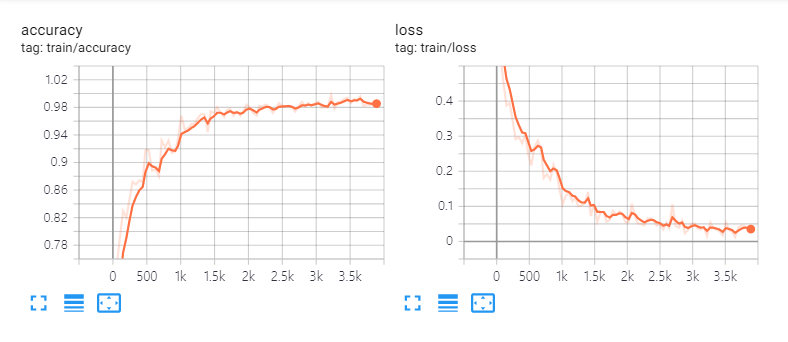 accuracy
tag: train/accuracy
1.02
0.98
0.94
0.9
0.86
0.82
0.78
0 500 1k 1.5k 2k 2.5k 3k 3.5k
loss
tag: train/loss
0.4
0.3
0.2
0.1
0
0 500 1k 1.5k 2k 2.5k 3k 3.5k